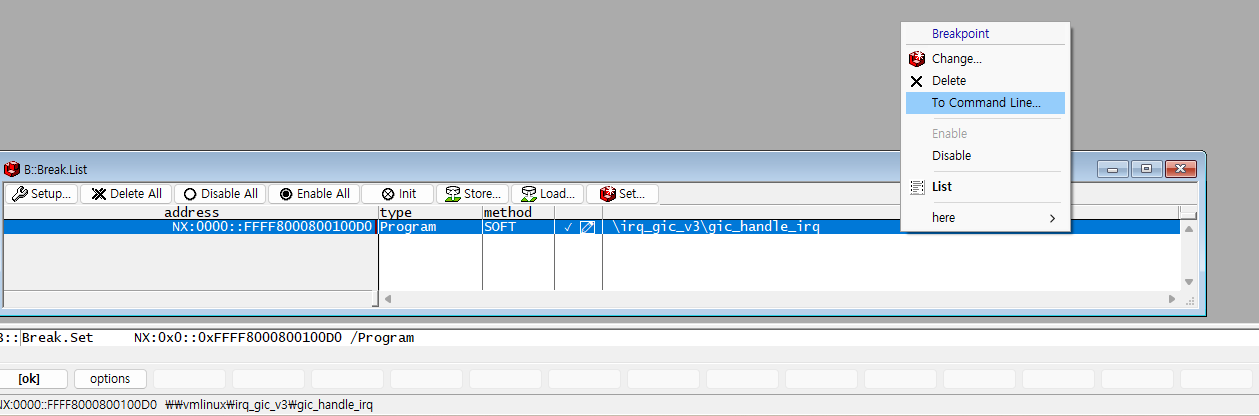 Breakpoint
Change...
Delete
To Command Line...
Enable
Disable
List
here
B::Break.List
Setup... Delete All Disable All Enable All Init Store... Load... Set...
address type method
NX:0000::FFFF8000800100D0 Program SOFT ✓ \irq_gic_v3\gic_handle_irq
B::Break.Set NX:0x0::0xFFFF8000800100D0 /Program
[ok] options
NX:0000::FFFF8000800100D0 ₩₩vmlinux₩irq_gic_v3₩gic_handle_irq